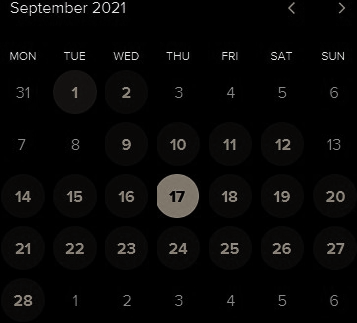 September 2021
MON TUE WED THU FRI SAT SUN
31 1 2 3 4 5 6
7 8 9 10 11 12 13
14 15 16 17 18 19 20
21 22 23 24 25 26 27
28 1 2 3 4 5 6